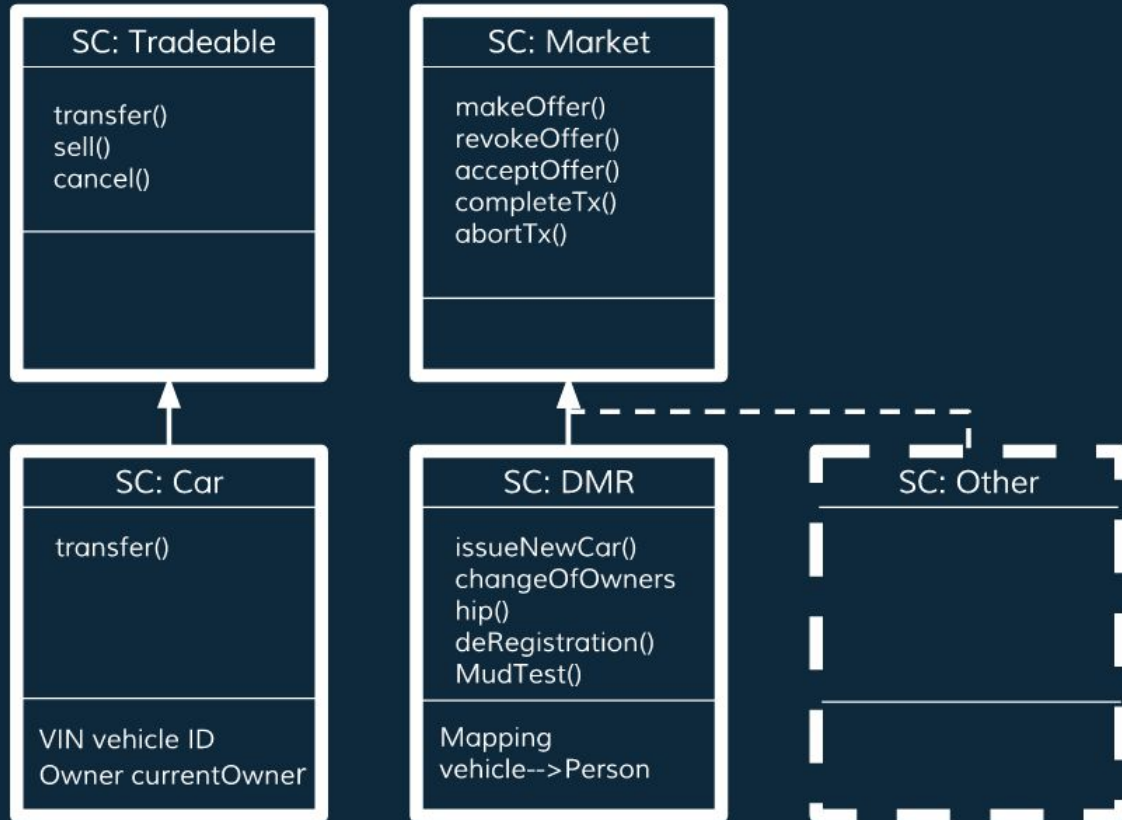 SC: Tradeable
transfer()
sell()
cancel()
SC: Market
makeOffer()
revokeOffer()
acceptOffer()
completeTx()
abortTx()
SC: Car
transfer()
VIN vehicle ID
Owner currentOwner
SC: DMR
issueNewCar()
changeOfOwners
hip()
deRegistration()
MudTest()
Mapping
vehicle-->Person
SC: Other